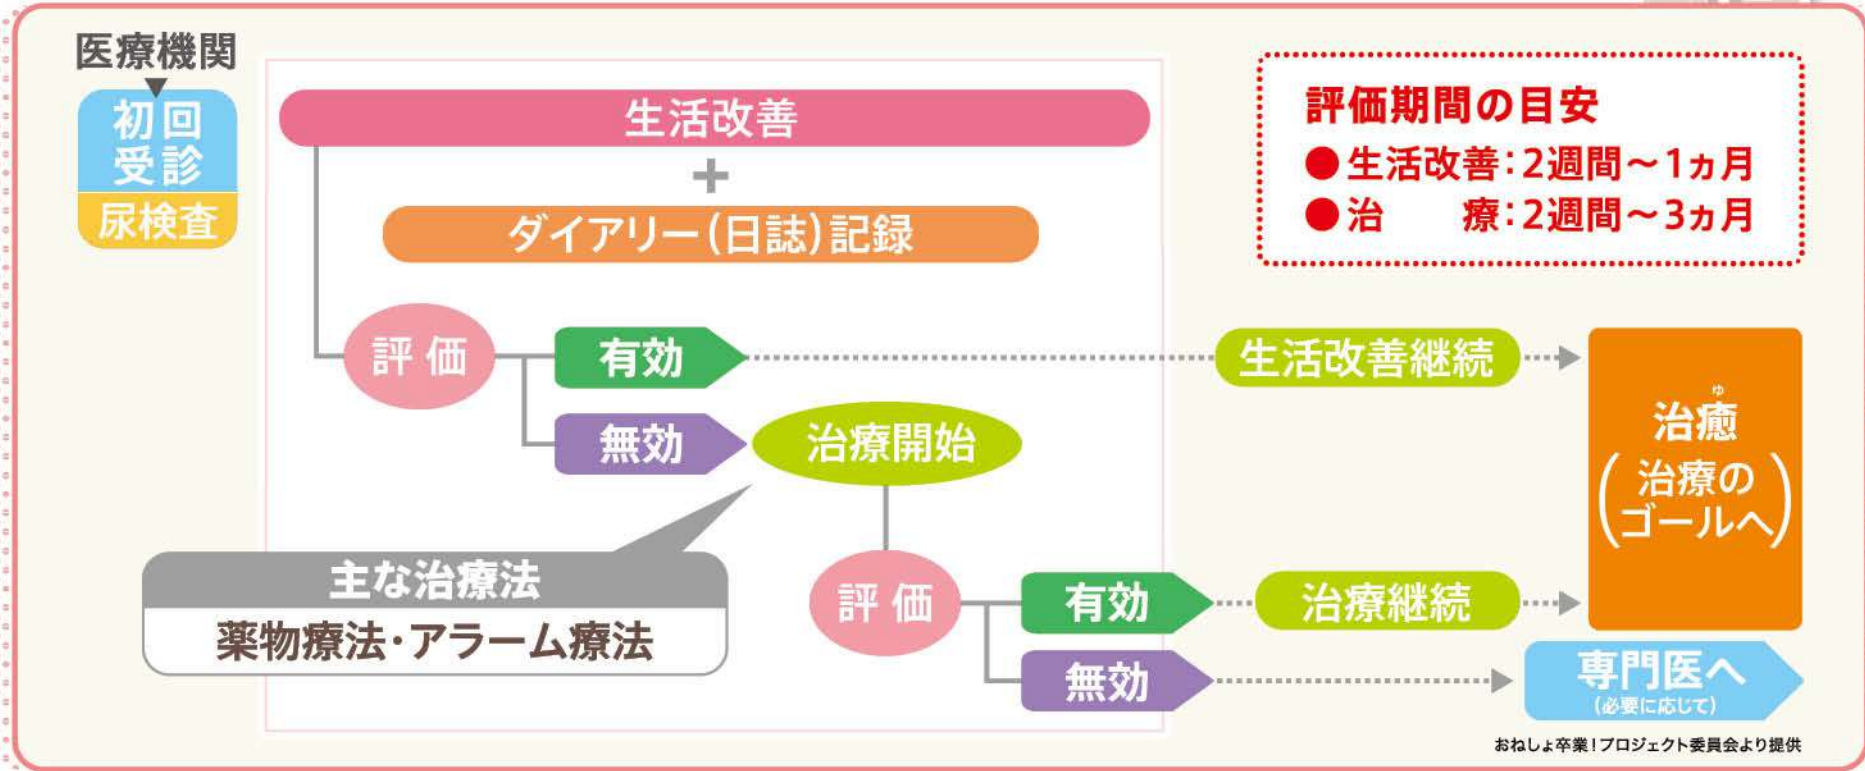 医療機関
初回
受診
尿検査
生活改善
+
ダイアリー(日誌)記録
評価期間の目安
●生活改善:2週間~1ヵ月
●治　療:2週間~3ヵ月
評価
有効
生活改善継続
無効
治療開始
ゆ
治癒
(治療の
ゴールへ)
主な治療法
薬物療法・アラーム療法
評価
有効
治療継続
無効
専門医へ
(必要に応じて)
おねしょ卒業!プロジェクト委員会より提供